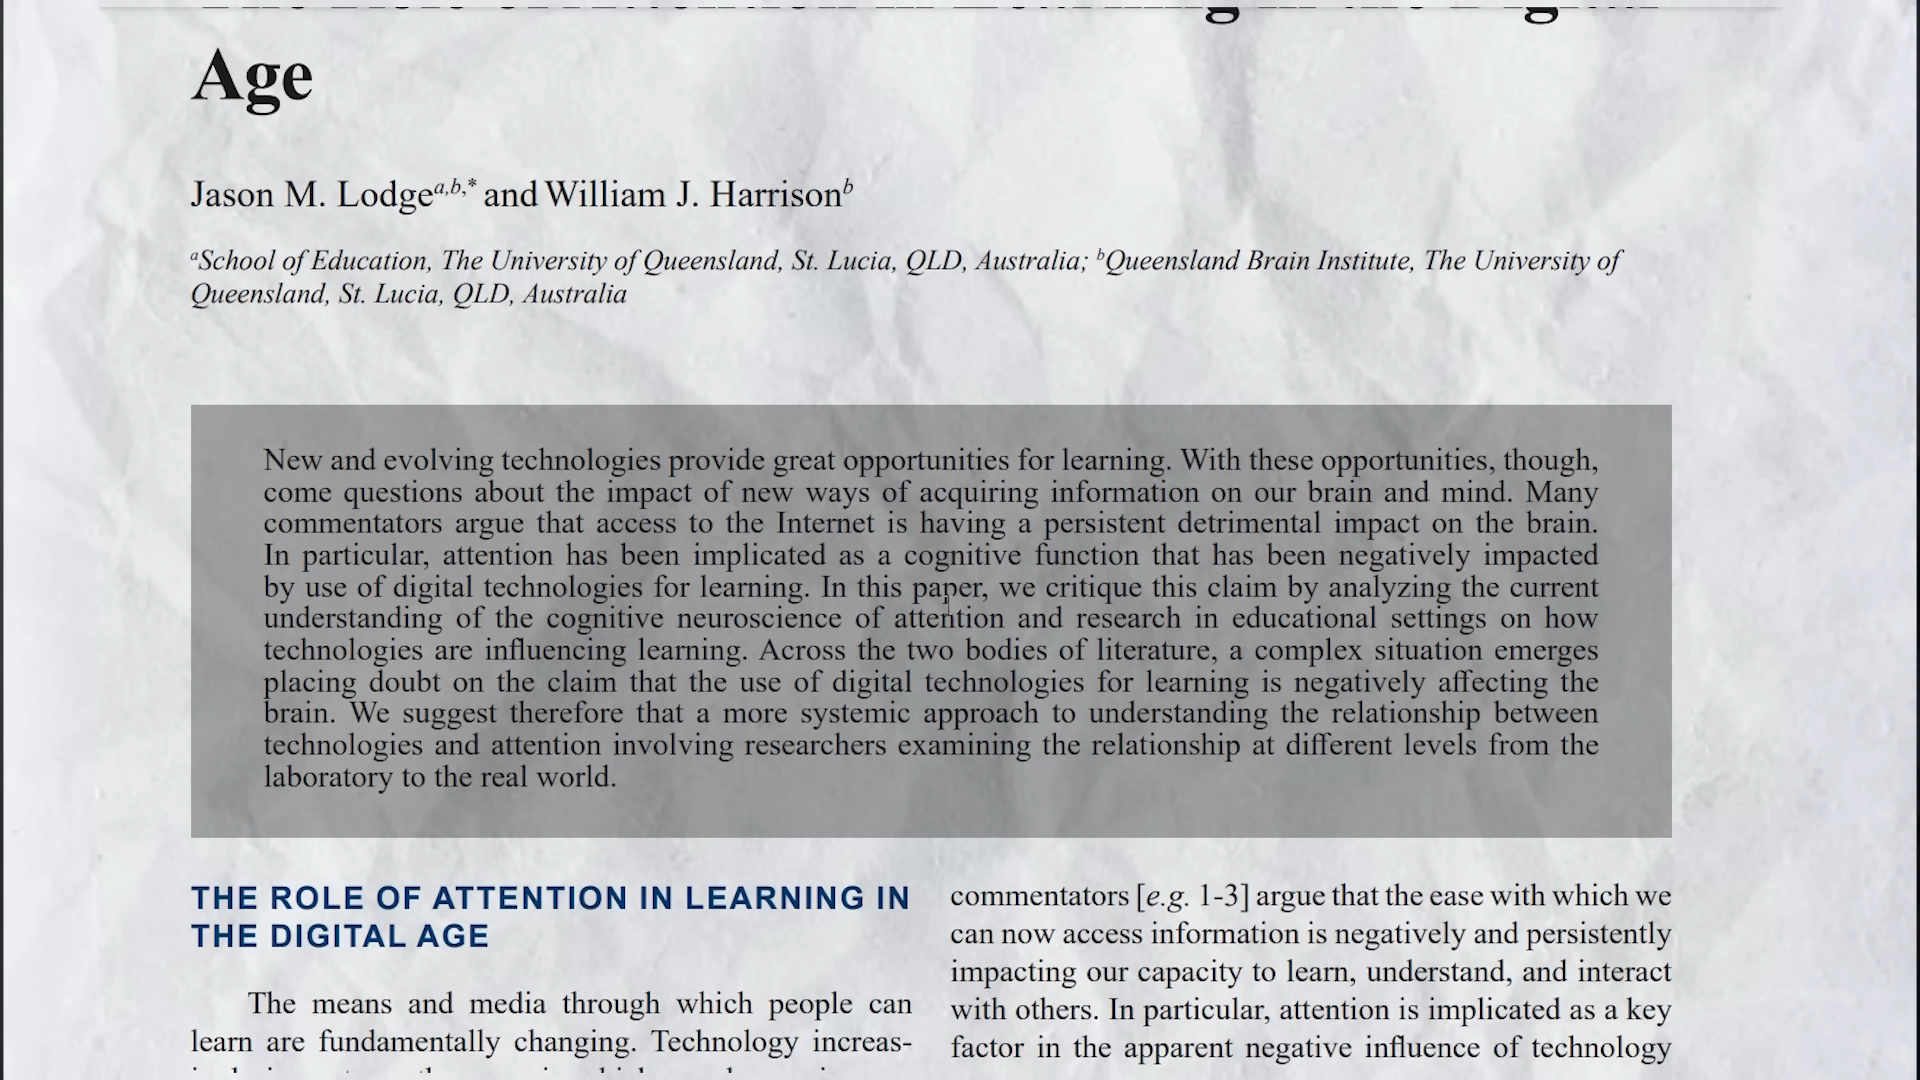 Age
Jason M. Lodgea,b,* and William J. Harrisonb
aSchool of Education, The University of Queensland, St. Lucia, QLD, Australia; bQueensland Brain Institute, The University of
Queensland, St. Lucia, QLD, Australia
New and evolving technologies provide great opportunities for learning. With these opportunities, though,
come questions about the impact of new ways of acquiring information on our brain and mind. Many
commentators argue that access to the Internet is having a persistent detrimental impact on the brain.
In particular, attention has been implicated as a cognitive function that has been negatively impacted
by use of digital technologies for learning. In this paper, we critique this claim by analyzing the current
understanding of the cognitive neuroscience of attention and research in educational settings on how
technologies are influencing learning. Across the two bodies of literature, a complex situation emerges
placing doubt on the claim that the use of digital technologies for learning is negatively affecting the
brain. We suggest therefore that a more systemic approach to understanding the relationship between
technologies and attention involving researchers examining the relationship at different levels from the
laboratory to the real world.
THE ROLE OF ATTENTION IN LEARNING IN
THE DIGITAL AGE
The means and media through which people can
learn are fundamentally changing. Technology increas-
commentators [e.g. 1-3] argue that the ease with which we
can now access information is negatively and persistently
impacting our capacity to learn, understand, and interact
with others. In particular, attention is implicated as a key
factor in the apparent negative influence of technology